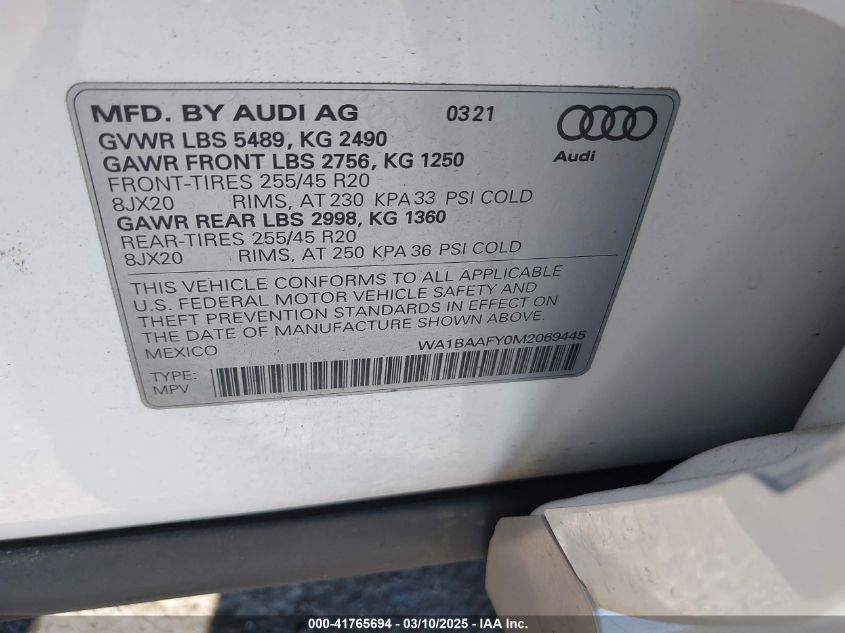 MFD. BY AUDI AG 03 21
GVWR LBS 5489, KG 2490
GAWR FRONT LBS 2756, KG 1250
FRONT-TIRES 255/45 R20
8JX20 RIMS, AT 230 KPA 33 PSI COLD
GAWR REAR LBS 2998, KG 1360
REAR-TIRES 255/45 R20
8JX20 RIMS, AT 250 KPA 36 PSI COLD
Audi
THIS VEHICLE CONFORMS TO ALL APPLICABLE
U.S. FEDERAL MOTOR VEHICLE SAFETY AND
THEFT PREVENTION STANDARDS IN EFFECT ON
THE DATE OF MANUFACTURE SHOWN ABOVE.
MEXICO WA1BAAFY0M2069445
TYPE:
MPV
000-41765694 - 03/10/2025 - IAA Inc.